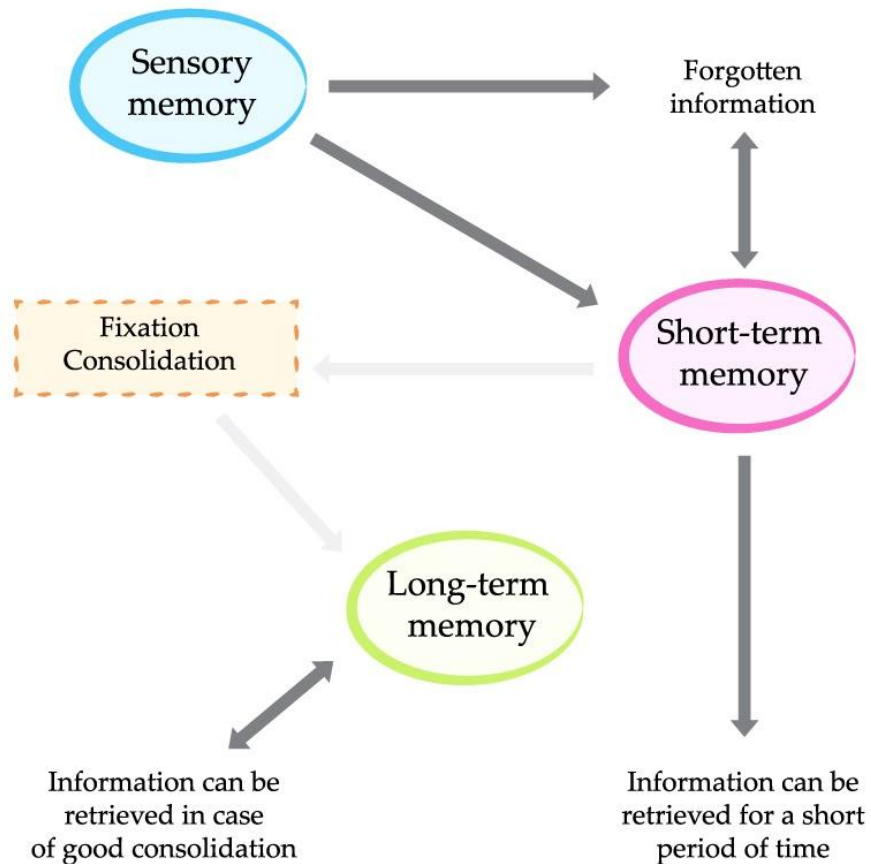 Sensory
memory
Forgotten
information
Fixation
Consolidation
Short-term
memory
Long-term
memory
Information can be
retrieved in case
of good consolidation
Information can be
retrieved for a short
period of time